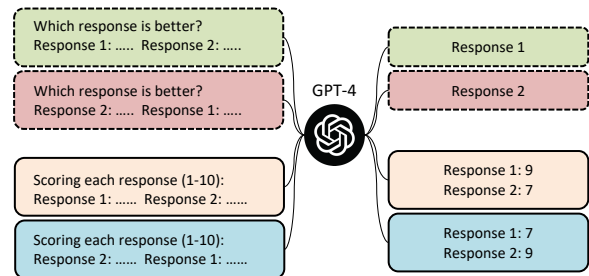 Which response is better?
Response 1: ..... Response 2: .....
Which response is better?
Response 2: ..... Response 1: .....
Scoring each response (1-10):
Response 1: ...... Response 2: ......
Scoring each response (1-10):
Response 2: ...... Response 1: ......
GPT-4
Response 1
Response 2
Response 1: 9
Response 2: 7
Response 1: 7
Response 2: 9